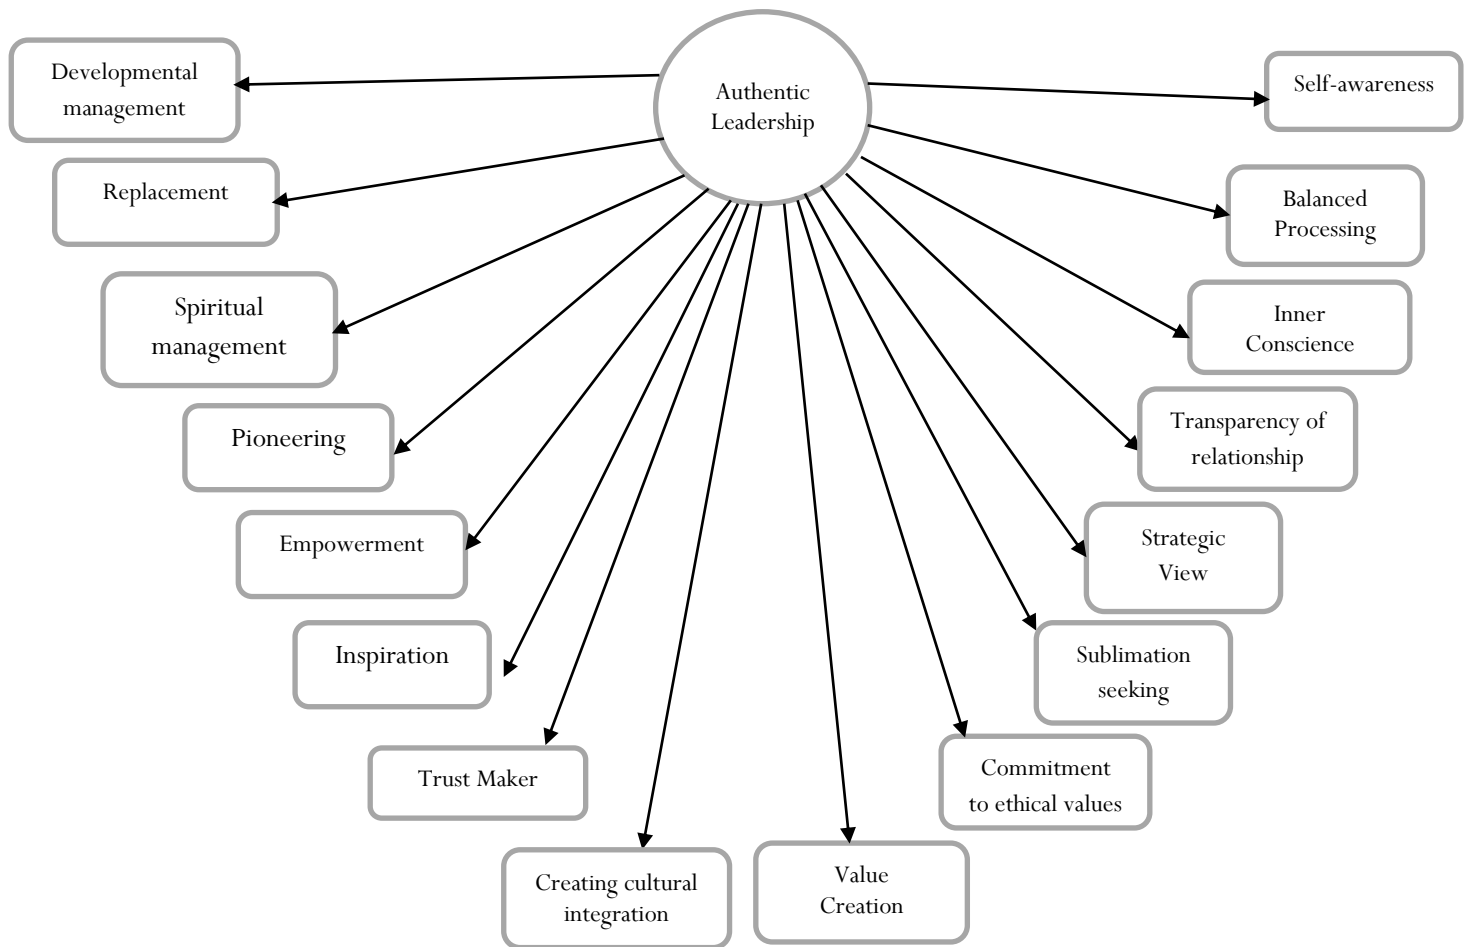 Authentic
Leadership
Developmental
management
Replacement
Spiritual
management
Pioneering
Empowerment
Inspiration
Trust Maker
Creating cultural
integration
Value
Creation
Commitment
to ethical values
Sublimation
seeking
Strategic
View
Transparency of
relationship
Inner
Conscience
Balanced
Processing
Self-awareness